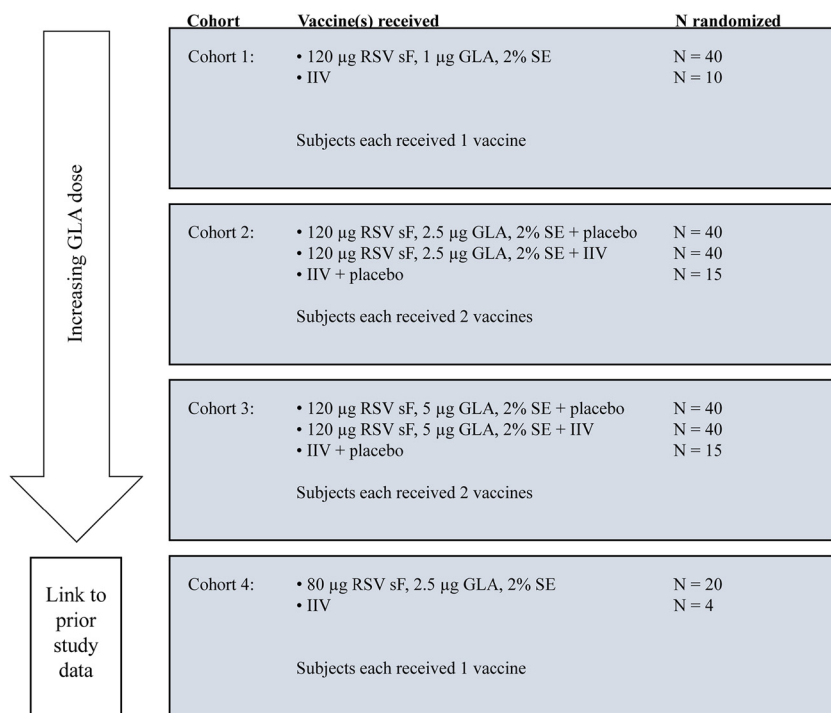 Cohort Vaccine(s) received N randomized
Cohort 1: • 120 µg RSV sF, 1 µg GLA, 2% SE N = 40
• IIV N = 10
Subjects each received 1 vaccine
Increasing GLA dose
Cohort 2: • 120 µg RSV sF, 2.5 µg GLA, 2% SE + placebo N = 40
• 120 µg RSV sF, 2.5 µg GLA, 2% SE + IIV N = 40
• IIV + placebo N = 15
Subjects each received 2 vaccines
Cohort 3: • 120 µg RSV sF, 5 µg GLA, 2% SE + placebo N = 40
• 120 µg RSV sF, 5 µg GLA, 2% SE + IIV N = 40
• IIV + placebo N = 15
Subjects each received 2 vaccines
Link to
prior
study
data
Cohort 4: • 80 µg RSV sF, 2.5 µg GLA, 2% SE N = 20
• IIV N = 4
Subjects each received 1 vaccine